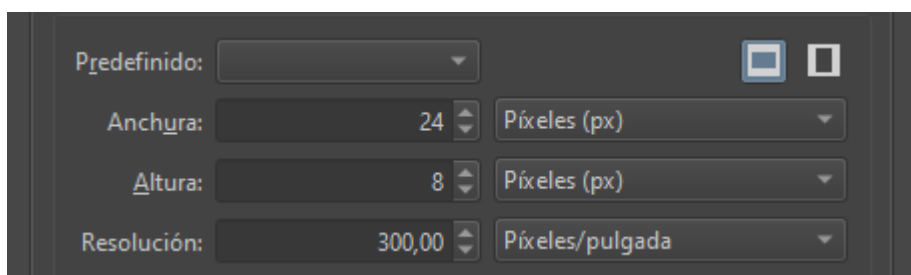 Predefinido:
Anchura: 24 Píxeles (px)
Altura: 8 Píxeles (px)
Resolución: 300,00 Píxeles/pulgada